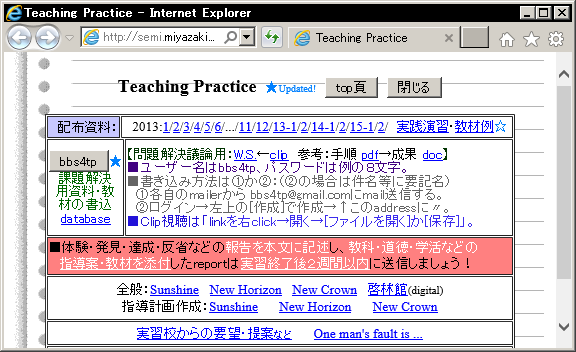 Teaching Practice - Internet Explorer
http://semi.miyazaki...
Teaching Practice
Teaching Practice ★Updated! top頁 閉じる
配布資料: 2013:1/2/3/4/5/6/.../11/12/13-1/2/14-1/2/15-1/2/ 実践演習・教材例☆
bbs4tp★
課題解決用資料・教材の書込
database
【問題解決議論用:W.S.←clip 参考:手順 pdf→成果 doc】
■ユーザー名はbbs4tp、パスワードは例の8文字。
■書き込み方法は①か②:(②の場合は件名等に要記名)
①各自のmailerから bbs4tp@gmail.comにmail送信する。
②ログイン→左上の[作成]で作成→↑このaddressに〃。
■Clip視聴は「linkを右click→開く→[ファイルを開く]か[保存]」。
■体験・発見・達成・反省などの報告を本文に記述し、教科・道徳・学活などの
指導案・教材を添付したreportは実習終了後2週間以内に送信しましょう!
全般:Sunshine New Horizon New Crown 啓林館(digital)
指導計画作成:Sunshine New Horizon New Crown
実習校からの要望・提案など One man's fault is ...